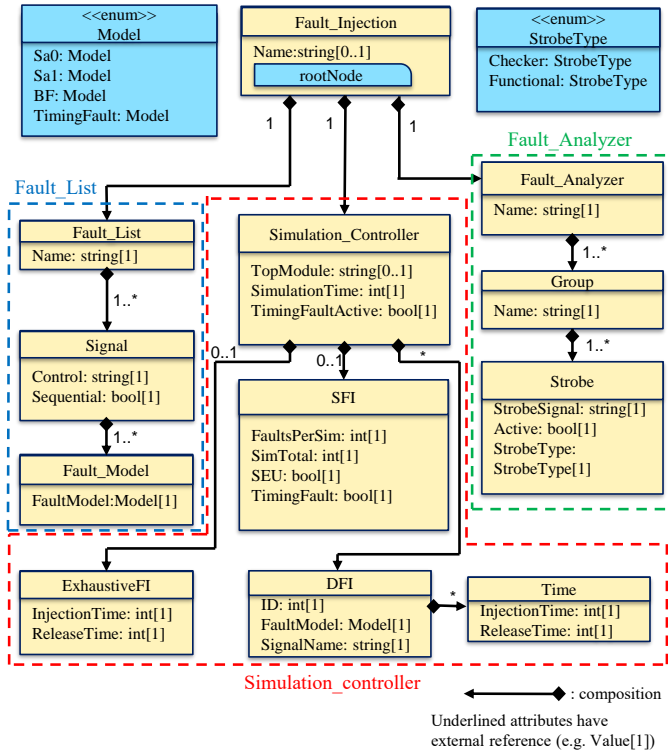 <<enum>>
Model
Sa0: Model
Sa1: Model
BF: Model
TimingFault: Model
Fault_Injection
Name:string[0..1]
rootNode
<<enum>>
StrobeType
Checker: StrobeType
Functional: StrobeType
1
1
1
Fault_Analyzer
Fault_List
Fault_Analyzer
Name: string[1]
1..*
Group
Name: string[1]
1..*
Strobe
StrobeSignal: string[1]
Active: bool[1]
StrobeType:
StrobeType[1]
Fault_List
Name: string[1]
1..*
Signal
Control: string[1]
Sequential: bool[1]
1..*
Fault_Model
FaultModel:Model[1]
Simulation_Controller
TopModule: string[0..1]
SimulationTime: int[1]
TimingFaultActive: bool[1]
0..1
0..1
*
SFI
FaultsPerSim: int[1]
SimTotal: int[1]
SEU: bool[1]
TimingFault: bool[1]
ExhaustiveFI
InjectionTime: int[1]
ReleaseTime: int[1]
DFI
ID: int[1]
FaultModel: Model[1]
SignalName: string[1]
*
Time
InjectionTime: int[1]
ReleaseTime: int[1]
Simulation_controller
: composition
Underlined attributes have
external reference (e.g. Value[1])